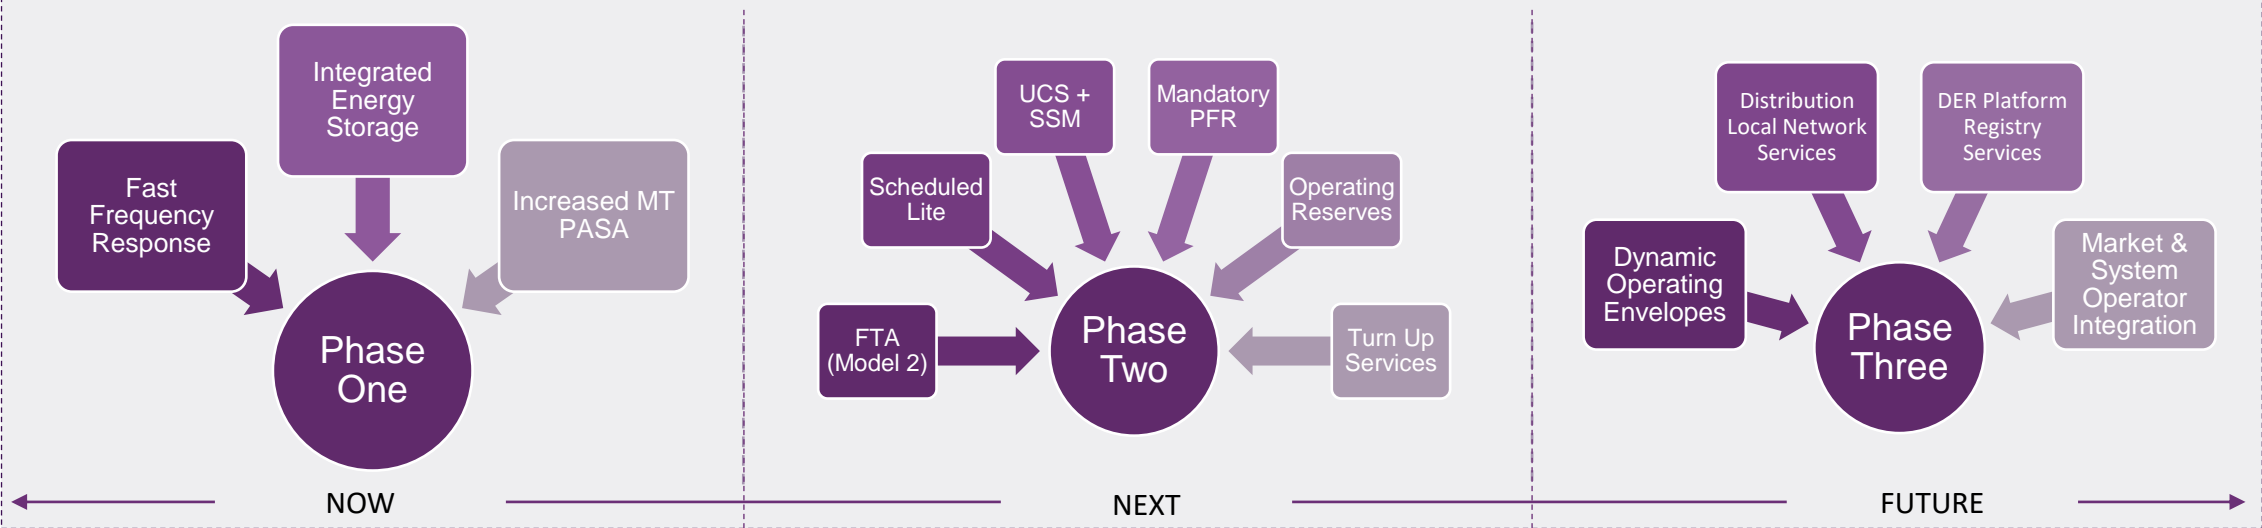 Fast
Frequency
Response
Integrated
Energy
Storage
Increased MT
PASA
Phase
One
NOW
FTA
(Model 2)
Scheduled
Lite
UCS +
SSM
Mandatory
PFR
Operating
Reserves
Turn Up
Services
Phase
Two
NEXT
Dynamic
Operating
Envelopes
Distribution
Local Network
Services
DER Platform
Registry
Services
Market &
System
Operator
Integration
Phase
Three
FUTURE